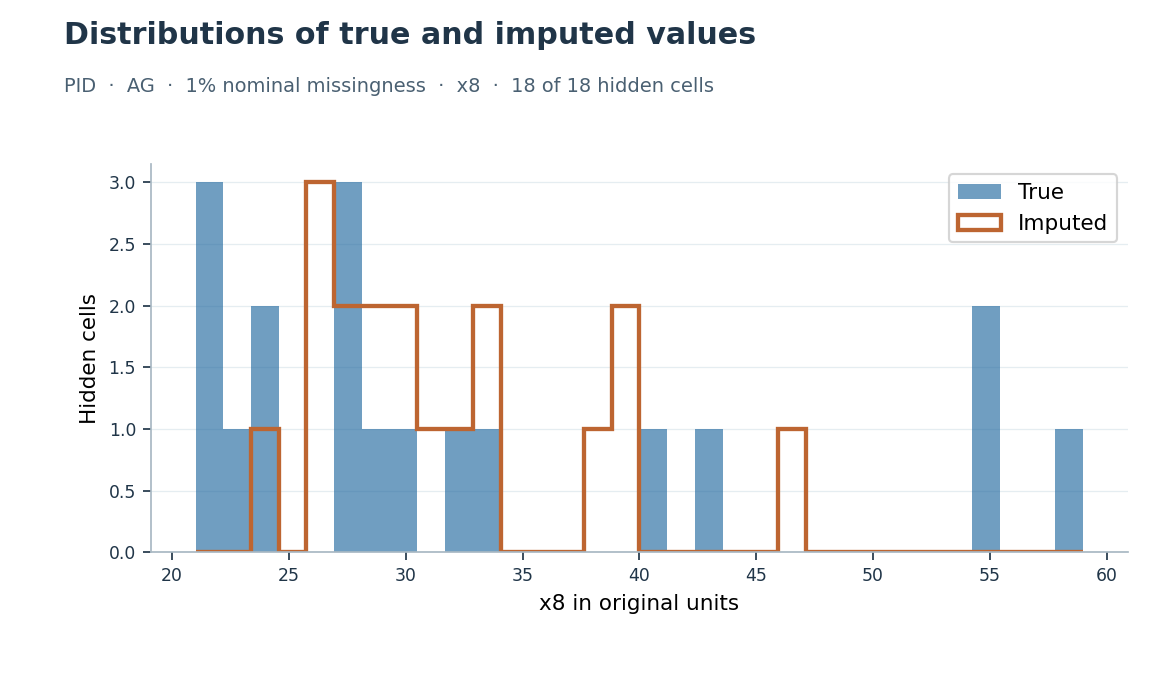 Distributions of true and imputed values
PID · AG · 1% nominal missingness · x8 · 18 of 18 hidden cells
True
Imputed
Hidden cells
3.0
2.5
2.0
1.5
1.0
0.5
0.0
20 25 30 35 40 45 50 55 60
x8 in original units